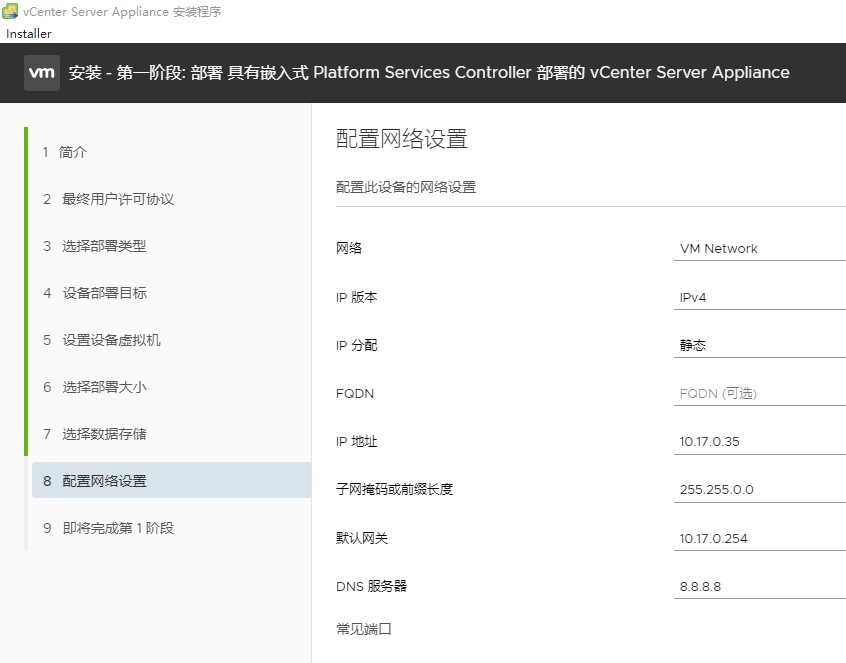 vCenter Server Appliance 安装程序
Installer
vm 安装 - 第一阶段: 部署 具有嵌入式 Platform Services Controller 部署的 vCenter Server Appliance
1 简介
2 最终用户许可协议
3 选择部署类型
4 设备部署目标
5 设置设备虚拟机
6 选择部署大小
7 选择数据存储
8 配置网络设置
9 即将完成第 1 阶段
配置网络设置
配置此设备的网络设置
网络 VM Network
IP 版本 IPv4
IP 分配 静态
FQDN FQDN (可选)
IP 地址 10.17.0.35
子网掩码或前缀长度 255.255.0.0
默认网关 10.17.0.254
DNS 服务器 8.8.8.8
常见端口